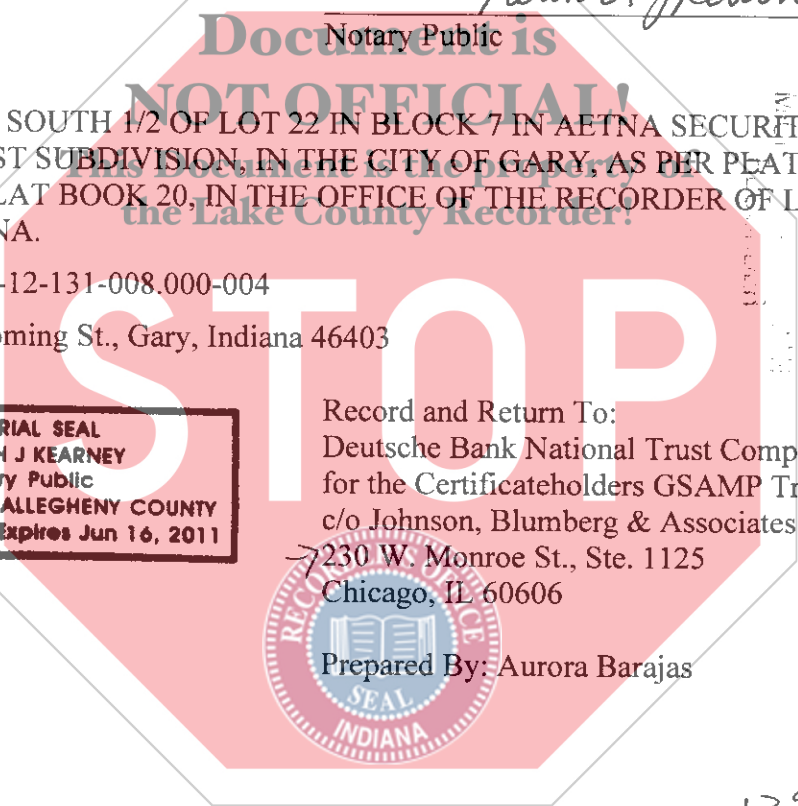 Document is
Notary Public
NOT OFFICIAL!
SOUTH 1/2 OF LOT 22 IN BLOCK 7 IN AETNA SECURIT
ST SUBDIVISION, IN THE CITY OF GARY, AS PER PLAT
This Document is the property of
LAT BOOK 20, IN THE OFFICE OF THE RECORDER OF L
the Lake County Recorder!
NA.
-12-131-008.000-004
oming St., Gary, Indiana 46403
STOP
RIAL SEAL
H J KEARNEY
ry Public
ALLEGHENY COUNTY
Expires Jun 16, 2011
Record and Return To:
Deutsche Bank National Trust Comp
for the Certificateholders GSAMP Tr
c/o Johnson, Blumberg & Associates
230 W. Monroe St., Ste. 1125
Chicago, IL 60606
Prepared By: Aurora Barajas
RECORDER'S OFFICE
SEAL
INDIANA